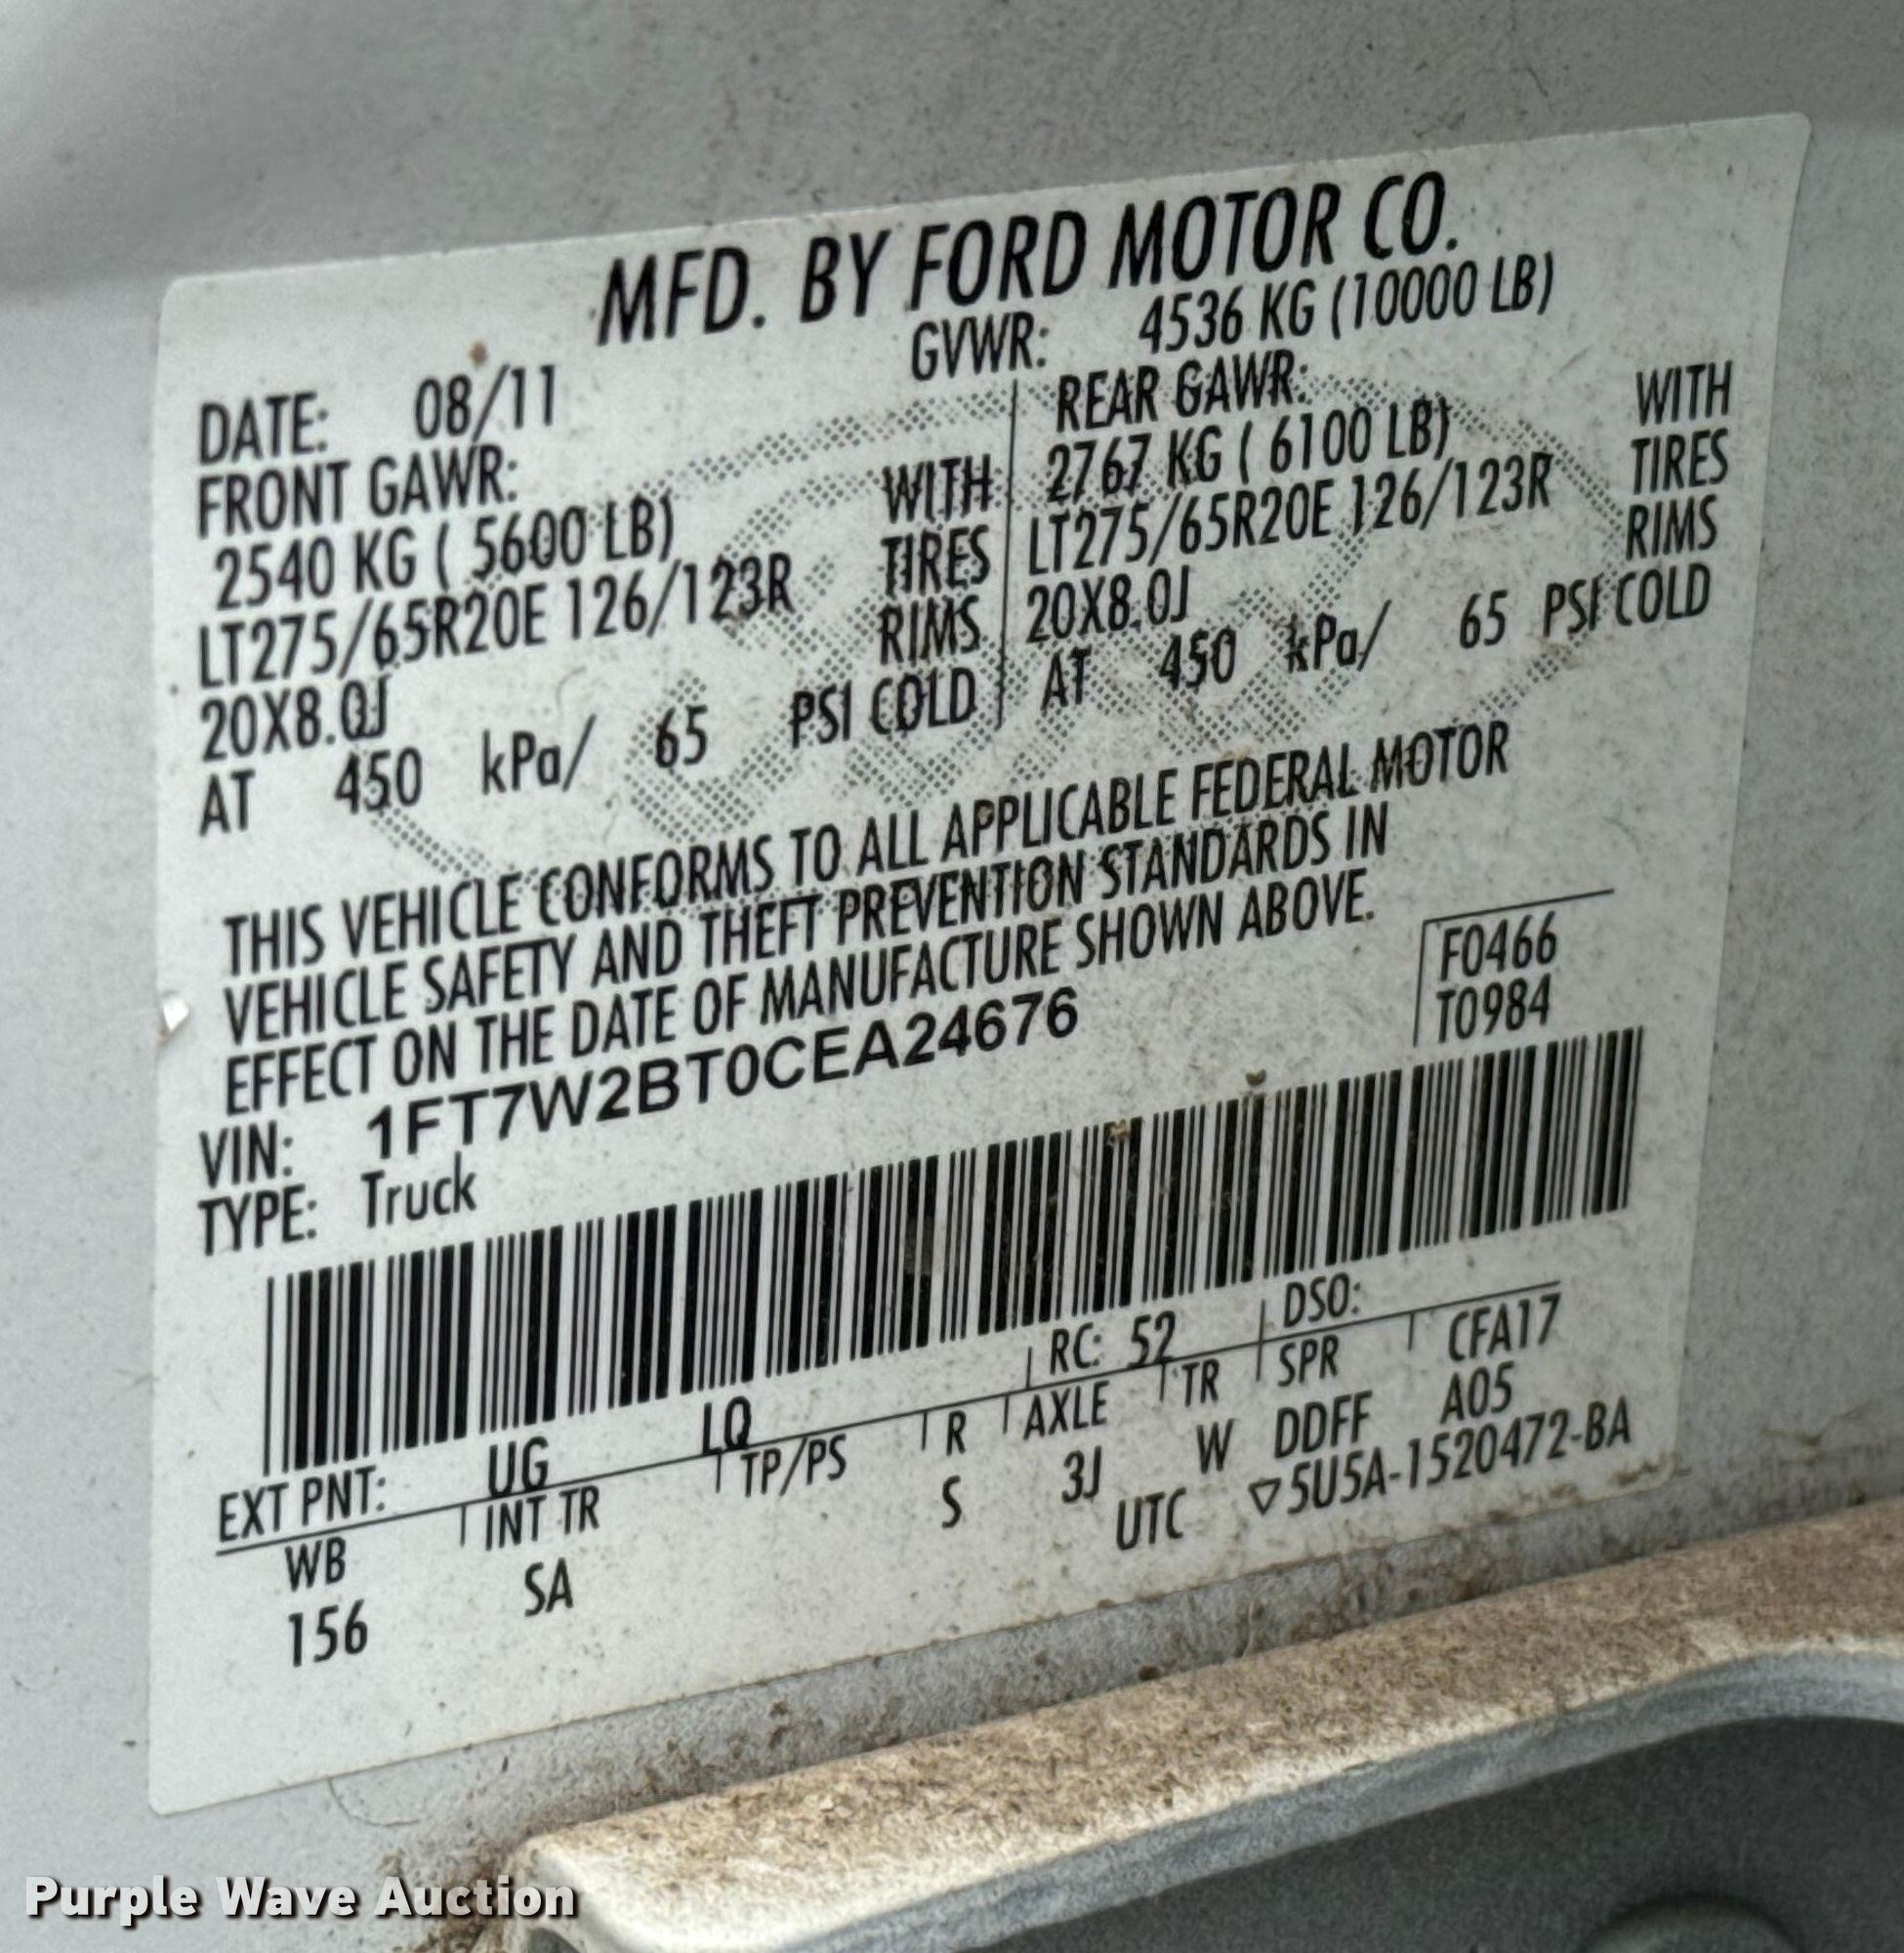 MFD. BY FORD MOTOR CO.
DATE: 08/11 GVWR: 4536 KG (10000 LB)
FRONT GAWR:
2540 KG ( 5600 LB) WITH
LT275/65R20E 126/123R TIRES
20X8.0J RIMS
AT 450 kPa/ 65 PSI COLD
REAR GAWR:
2767 KG ( 6100 LB) WITH
LT275/65R20E 126/123R TIRES
20X8.0J RIMS
AT 450 kPa/ 65 PSI COLD
THIS VEHICLE CONFORMS TO ALL APPLICABLE FEDERAL MOTOR
VEHICLE SAFETY AND THEFT PREVENTION STANDARDS IN
EFFECT ON THE DATE OF MANUFACTURE SHOWN ABOVE.
F0466
T0984
VIN: 1FT7W2BT0CEA24676
TYPE: Truck
EXT PNT: UG LQ RC: 52 DSO:
WB INT TR TP/PS R AXLE TR SPR CFA17
156 SA S 3J W DDFF A05
UTC ▽5U5A-1520472-BA
Purple Wave Auction